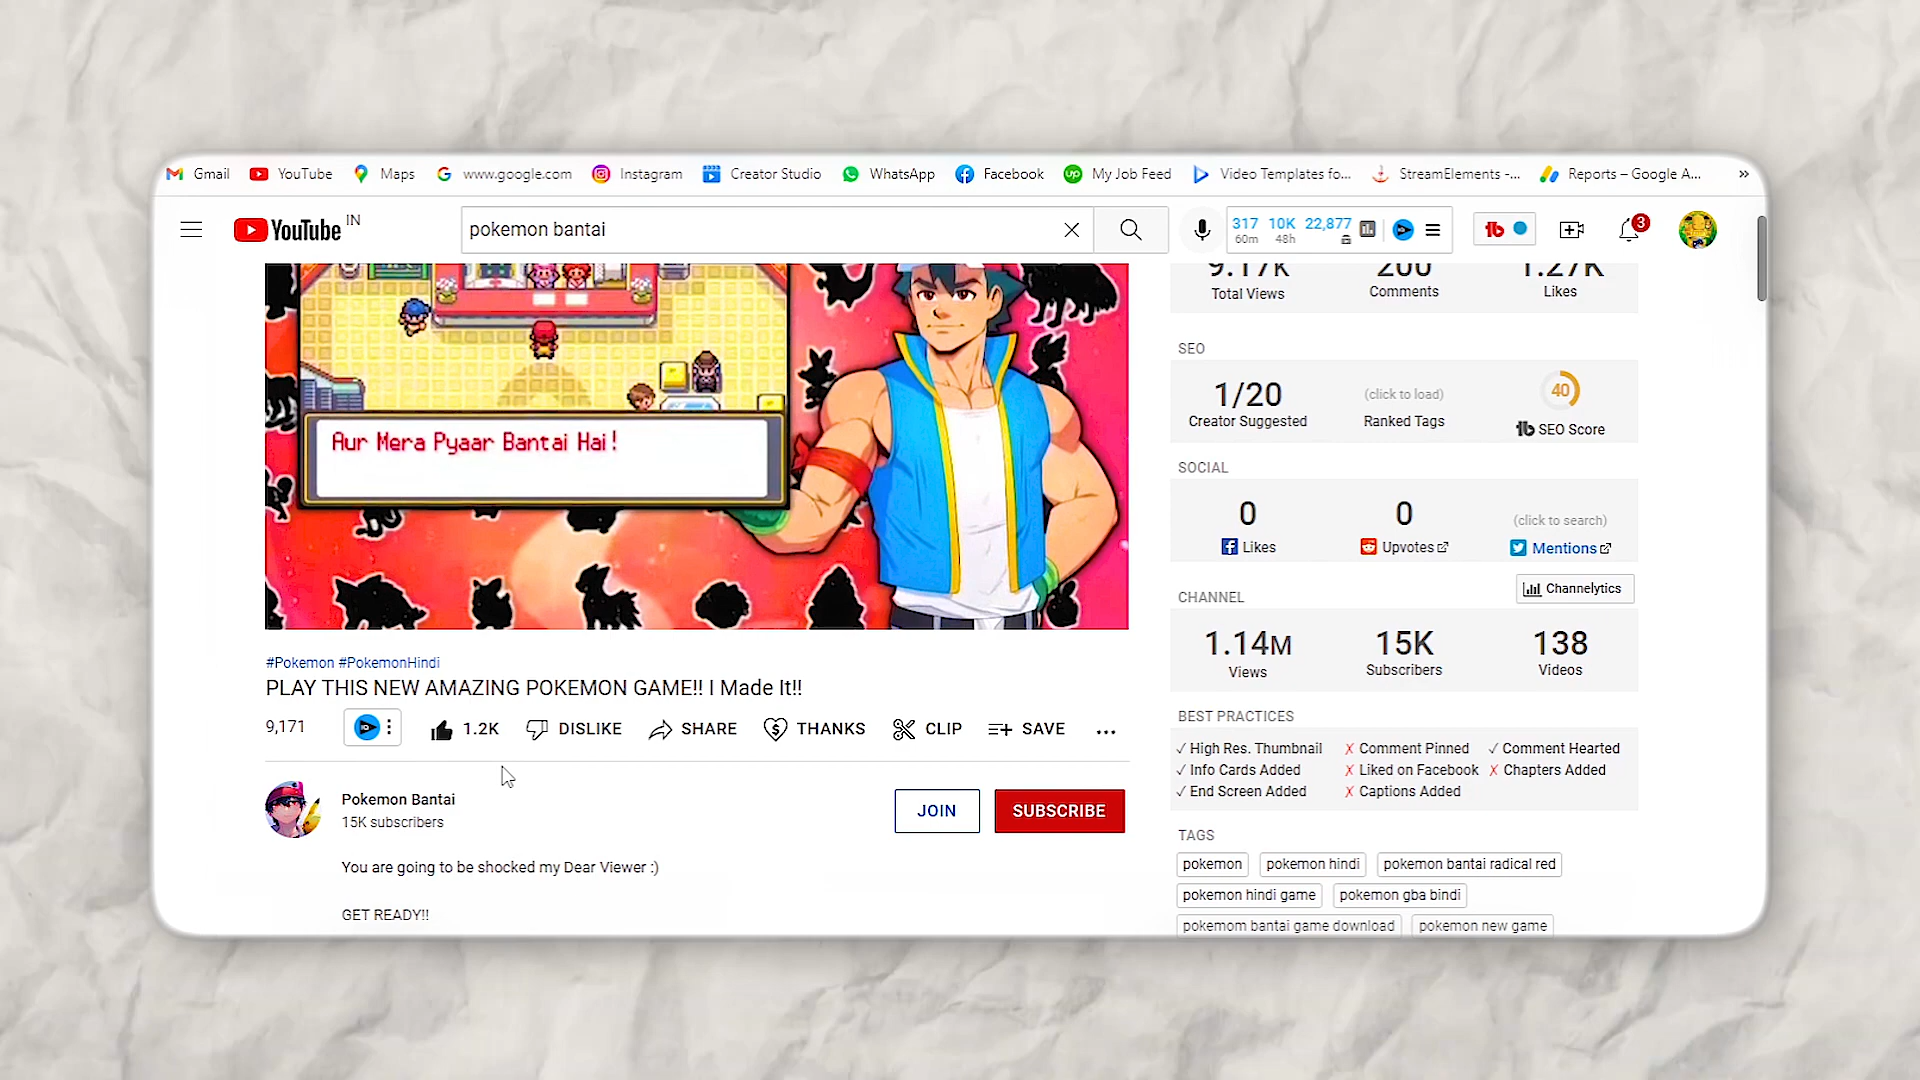 Gmail YouTube Maps www.google.com Instagram Creator Studio WhatsApp Facebook My Job Feed Video Templates fo... StreamElements -... Reports – Google A... »
YouTube IN pokemon bantai 317 10K 22,877 3
60m 48h
9.17K 200 1.27K
Total Views Comments Likes
SEO
1/20 (click to load) 40
Creator Suggested Ranked Tags SEO Score
Aur Mera Pyaar Bantai Hai!
SOCIAL
0 0 (click to search)
Likes Upvotes Mentions
CHANNEL Channelytics
1.14M 15K 138
Views Subscribers Videos
#Pokemon #PokemonHindi
PLAY THIS NEW AMAZING POKEMON GAME!! I Made It!!
9,171 1.2K DISLIKE SHARE THANKS CLIP SAVE ...
BEST PRACTICES
✓ High Res. Thumbnail X Comment Pinned ✓ Comment Hearted
✓ Info Cards Added X Liked on Facebook X Chapters Added
✓ End Screen Added X Captions Added
Pokemon Bantai
15K subscribers
JOIN SUBSCRIBE
You are going to be shocked my Dear Viewer :)
GET READY!!
TAGS
pokemon pokemon hindi pokemon bantai radical red
pokemon hindi game pokemon gba bindi
pokemom bantai game download pokemon new game